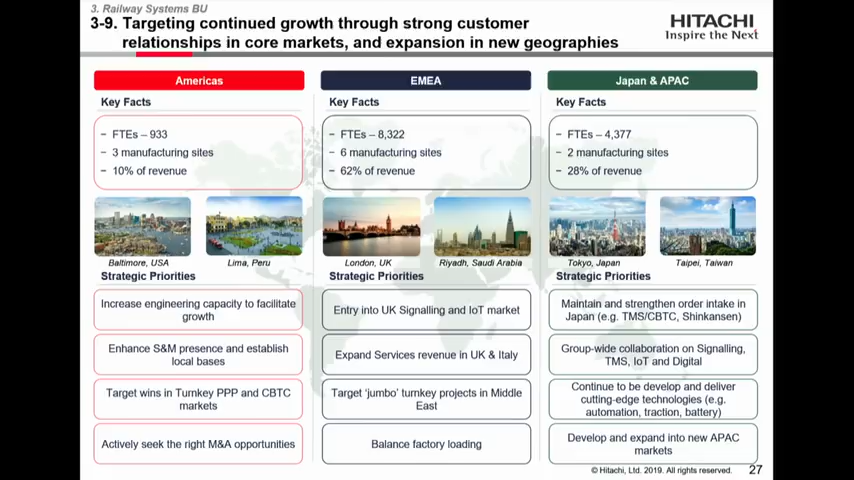 3. Railway Systems BU
3-9. Targeting continued growth through strong customer
relationships in core markets, and expansion in new geographies
HITACHI
Inspire the Next
Americas
Key Facts
− FTEs – 933
− 3 manufacturing sites
− 10% of revenue
Baltimore, USA
Lima, Peru
Strategic Priorities
Increase engineering capacity to facilitate
growth
Enhance S&M presence and establish
local bases
Target wins in Turnkey PPP and CBTC
markets
Actively seek the right M&A opportunities
EMEA
Key Facts
− FTEs – 8,322
− 6 manufacturing sites
− 62% of revenue
London, UK
Riyadh, Saudi Arabia
Strategic Priorities
Entry into UK Signalling and IoT market
Expand Services revenue in UK & Italy
Target ‘jumbo’ turnkey projects in Middle
East
Balance factory loading
Japan & APAC
Key Facts
− FTEs – 4,377
− 2 manufacturing sites
− 28% of revenue
Tokyo, Japan
Taipei, Taiwan
Strategic Priorities
Maintain and strengthen order intake in
Japan (e.g. TMS/CBTC, Shinkansen)
Group-wide collaboration on Signalling,
TMS, IoT and Digital
Continue to be develop and deliver
cutting-edge technologies (e.g.
automation, traction, battery)
Develop and expand into new APAC
markets
© Hitachi, Ltd. 2019. All rights reserved.
27